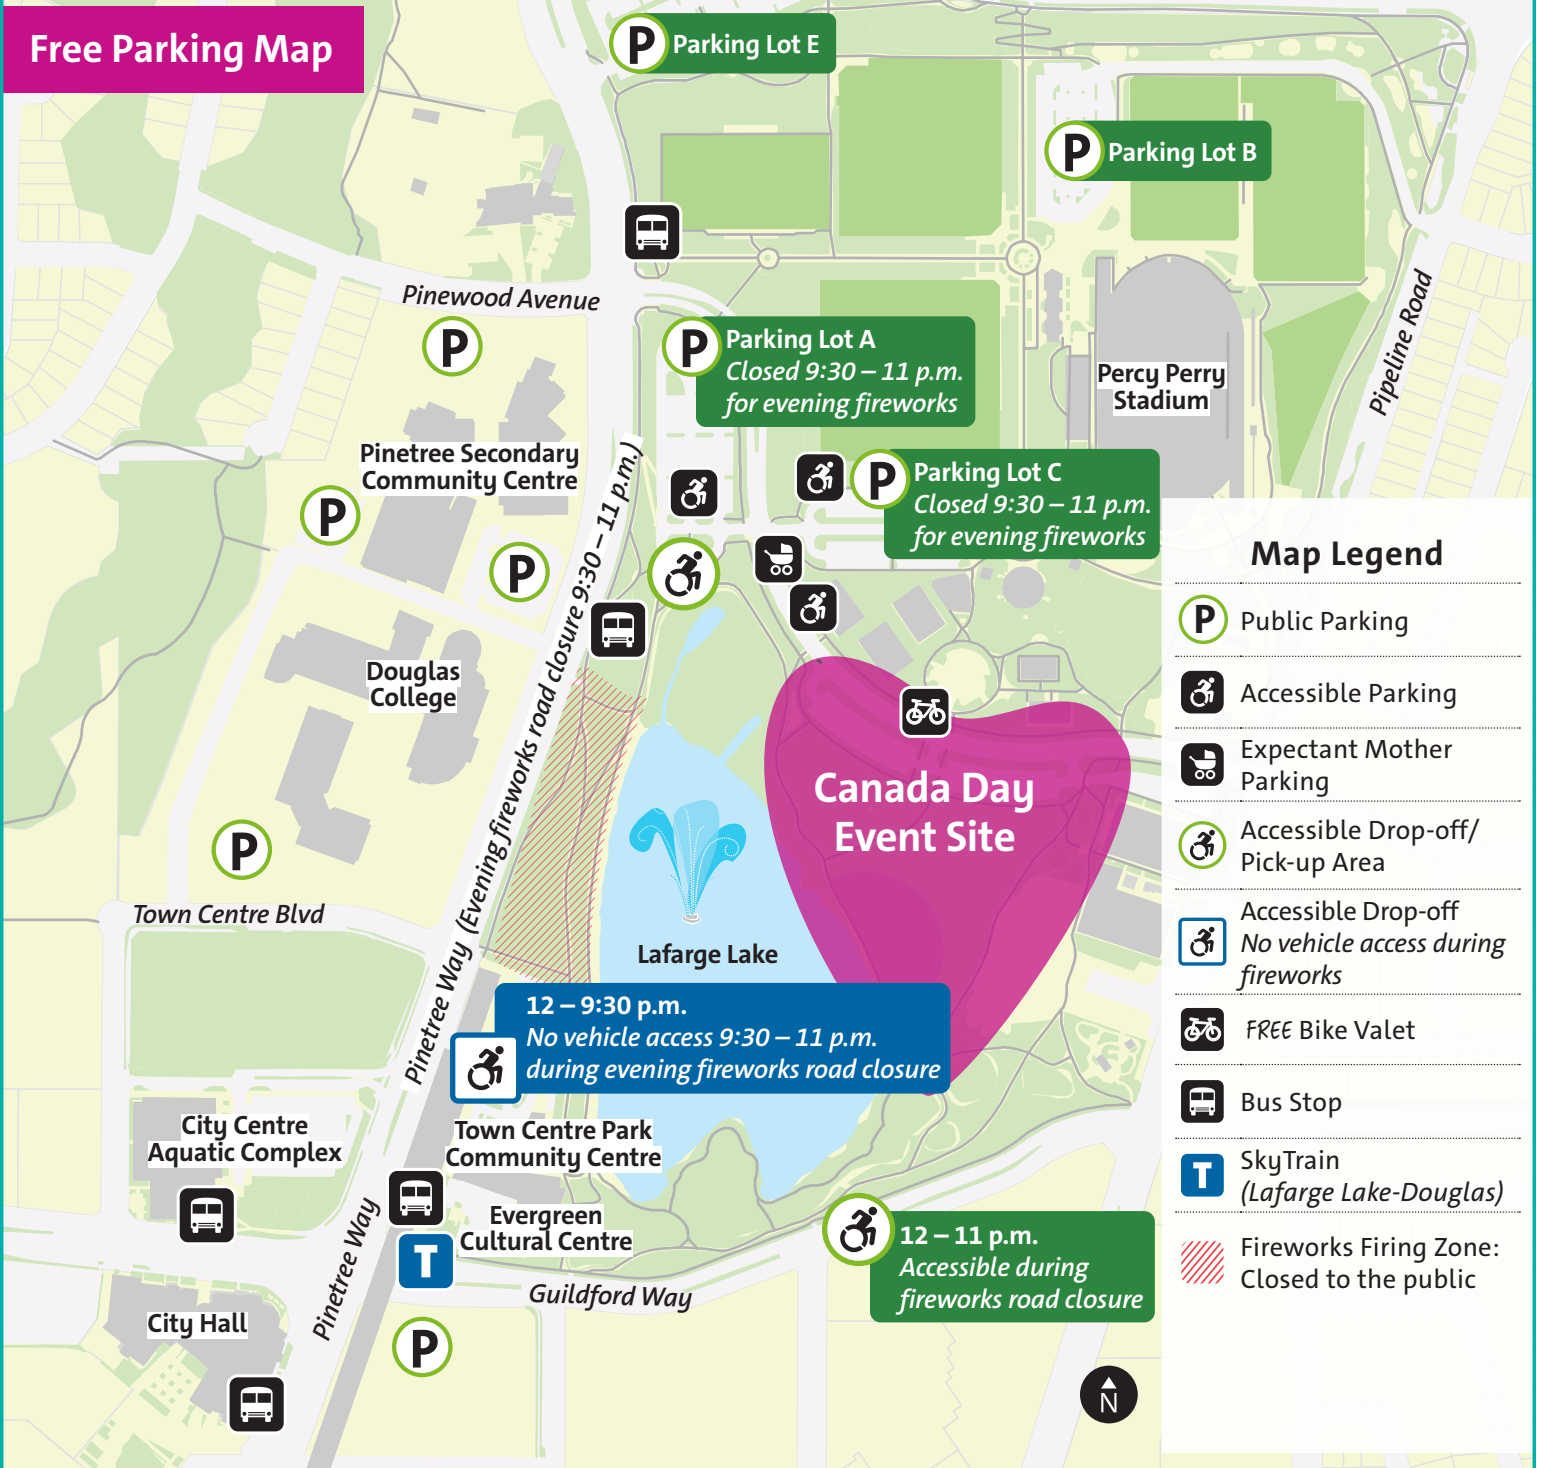 Free Parking Map
P
Parking Lot E
P
Parking Lot B
Pinewood Avenue
P
P
Parking Lot A
Closed 9:30 – 11 p.m.
for evening fireworks
Percy Perry
Stadium
Pipeline Road
Pinetree Secondary
Community Centre
P
P
P
Parking Lot C
Closed 9:30 – 11 p.m.
for evening fireworks
Douglas
College
P
Town Centre Blvd
Pinetree Way (Evening fireworks road closure 9:30 – 11 p.m.)
Canada Day
Event Site
Lafarge Lake
12 – 9:30 p.m.
No vehicle access 9:30 – 11 p.m.
during evening fireworks road closure
City Centre
Aquatic Complex
Town Centre Park
Community Centre
Evergreen
Cultural Centre
T
Pinetree Way
Guildford Way
City Hall
P
12 – 11 p.m.
Accessible during
fireworks road closure
N
Map Legend
P
Public Parking
Accessible Parking
Expectant Mother
Parking
Accessible Drop-off/
Pick-up Area
Accessible Drop-off
No vehicle access during
fireworks
FREE Bike Valet
Bus Stop
T
SkyTrain
(Lafarge Lake-Douglas)
Fireworks Firing Zone:
Closed to the public